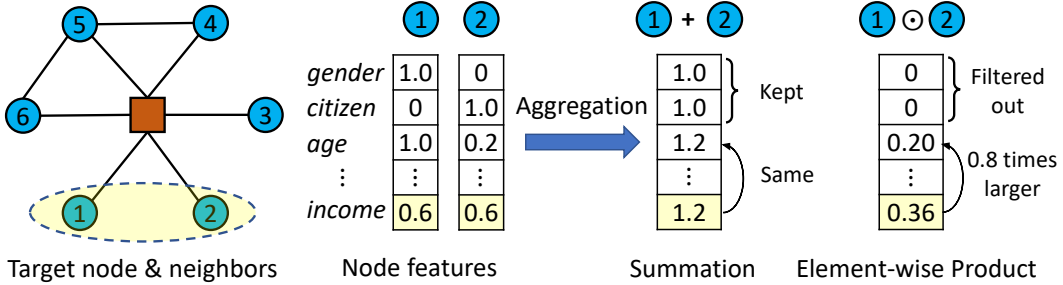 5 4
6 3
1 2
Target node & neighbors
1 2
gender 1.0 0
citizen 0 1.0
age 1.0 0.2
⋮ ⋮
income 0.6 0.6
Node features
Aggregation
1 + 2
1.0
1.0
1.2
⋮
1.2
Kept
Same
Summation
1 ⊙ 2
0
0
0.20
⋮
0.36
Filtered
out
0.8 times
larger
Element-wise Product